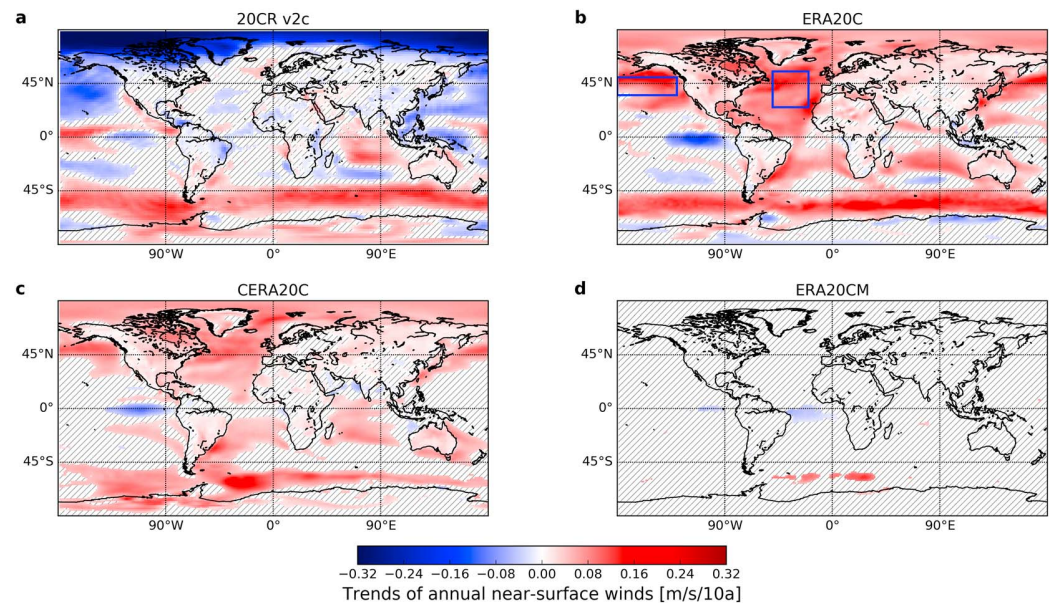 a 20CR v2c
b ERA20C
45°N 45°N
0° 0°
45°S 45°S
90°W 0° 90°E 90°W 0° 90°E
c CERA20C
d ERA20CM
45°N 45°N
0° 0°
45°S 45°S
90°W 0° 90°E 90°W 0° 90°E
−0.32 −0.24 −0.16 −0.08 0.00 0.08 0.16 0.24 0.32
Trends of annual near-surface winds [m/s/10a]